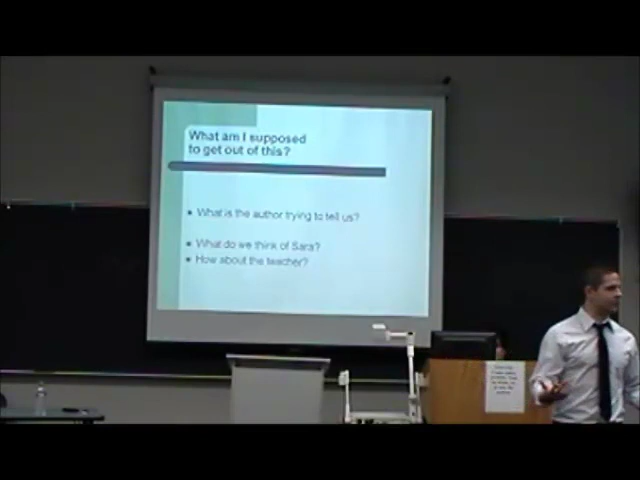 What am I supposed
to get out of this?
What is the author trying to tell us?
What do we think of Sara?
How about the teacher?